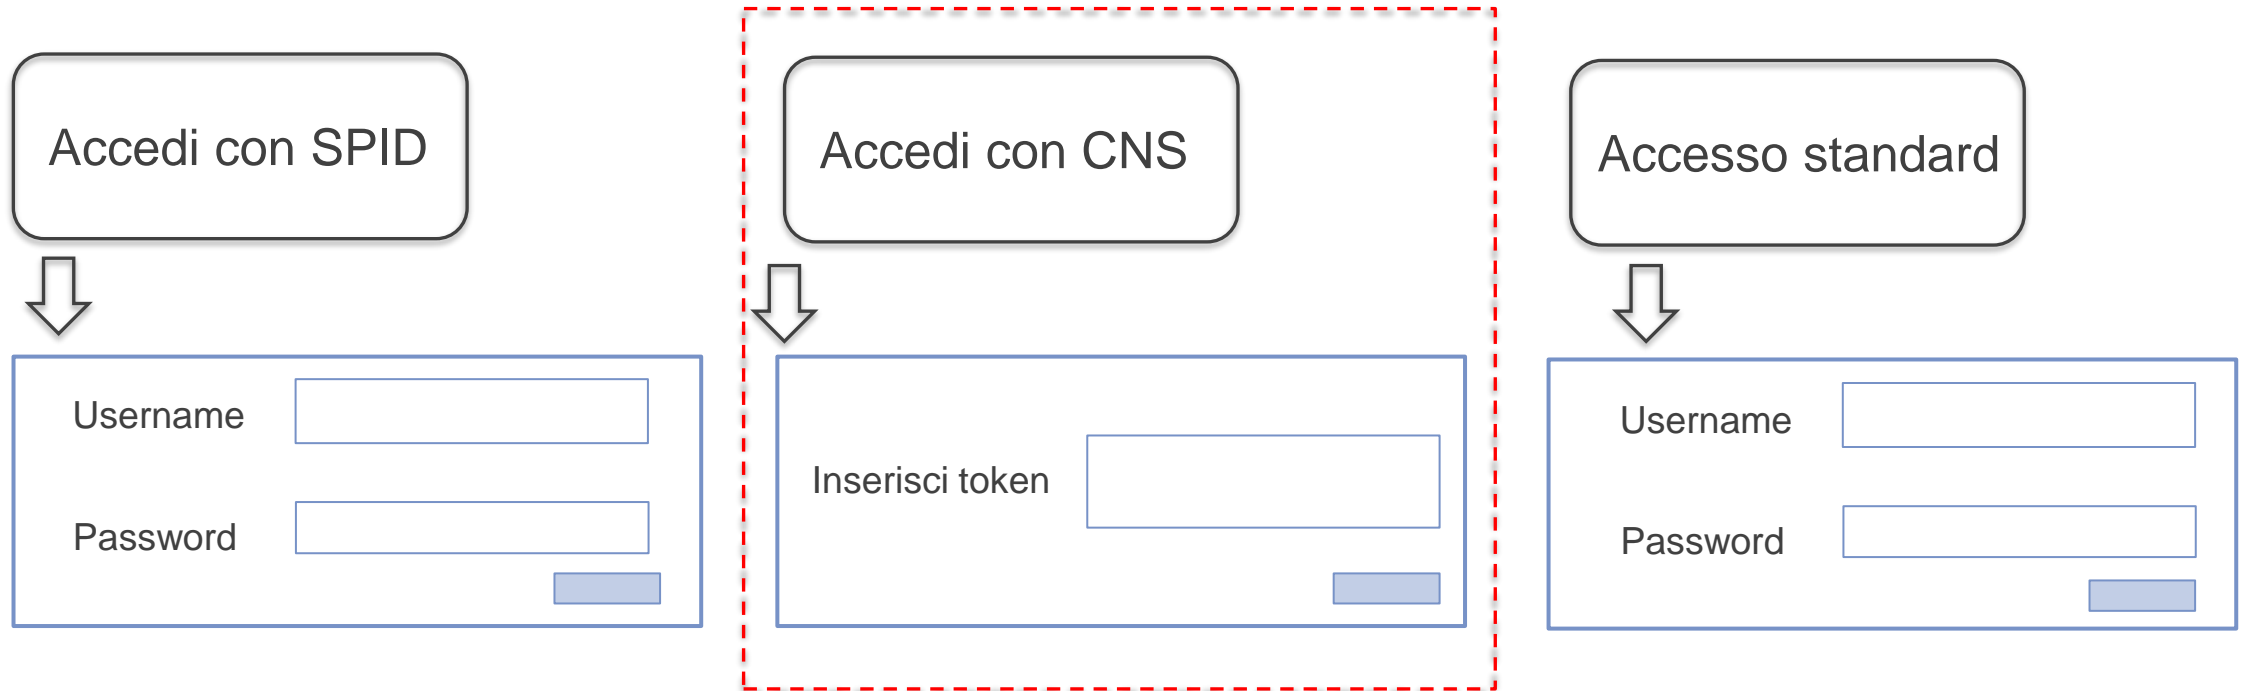 Accedi con SPID
Accedi con CNS
Accesso standard
Username
Password
Inserisci token
Username
Password